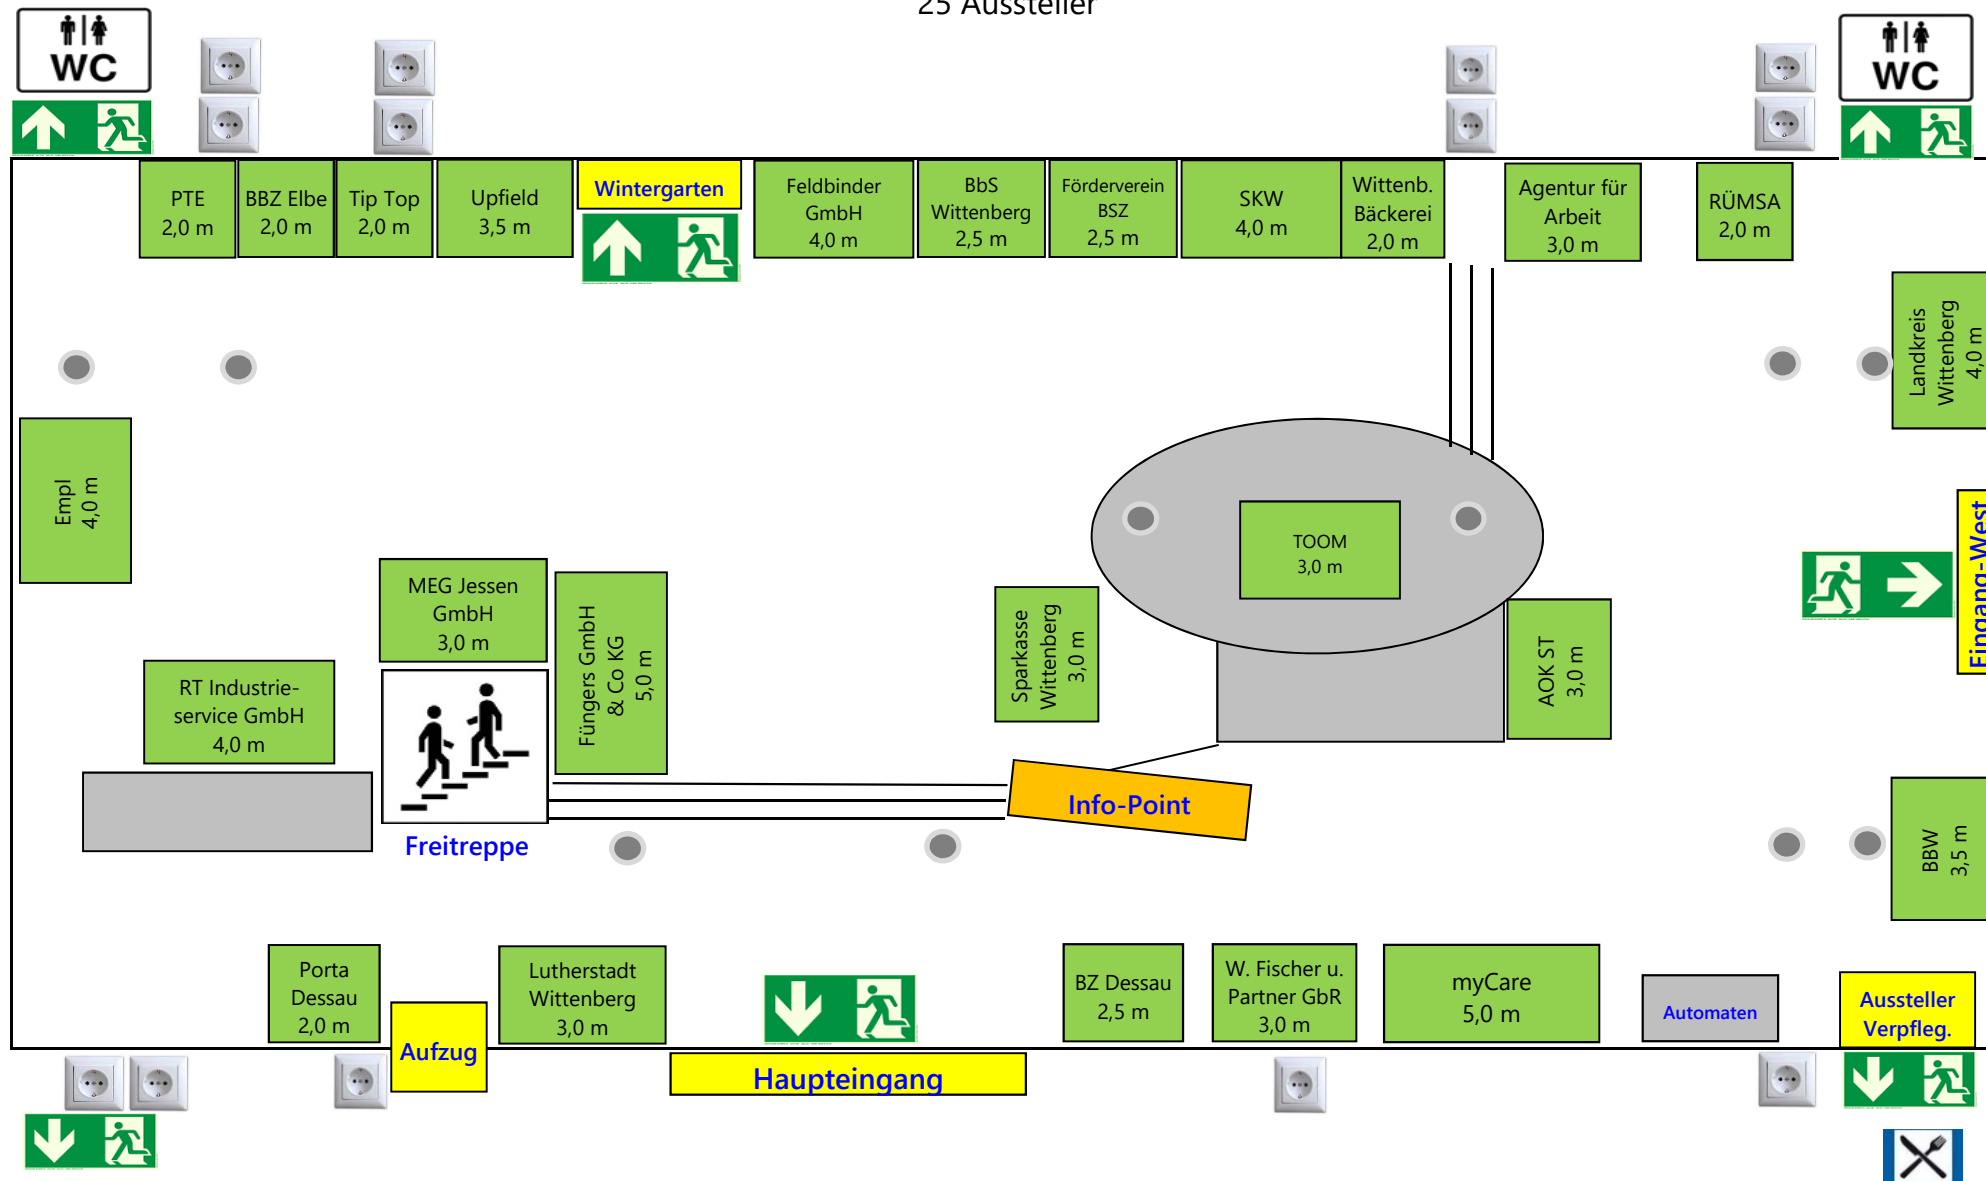 25 Aussteller
WC
WC
PTE
2,0 m
BBZ Elbe
2,0 m
Tip Top
2,0 m
Upfield
3,5 m
Wintergarten
Feldbinder
GmbH
4,0 m
BbS
Wittenberg
2,5 m
Förderverein
BSZ
2,5 m
SKW
4,0 m
Wittenb.
Bäckerei
2,0 m
Agentur für
Arbeit
3,0 m
RÜMSA
2,0 m
Landkreis
Wittenberg
4,0 m
Empl
4,0 m
TOOM
3,0 m
Eingang-West
MEG Jessen
GmbH
3,0 m
Füngers GmbH
& Co KG
5,0 m
Sparkasse
Wittenberg
3,0 m
AOK ST
3,0 m
RT Industrie-
service GmbH
4,0 m
Info-Point
Freitreppe
BBW
3,5 m
Porta
Dessau
2,0 m
Aufzug
Lutherstadt
Wittenberg
3,0 m
Haupteingang
BZ Dessau
2,5 m
W. Fischer u.
Partner GbR
3,0 m
myCare
5,0 m
Automaten
Aussteller
Verpfleg.